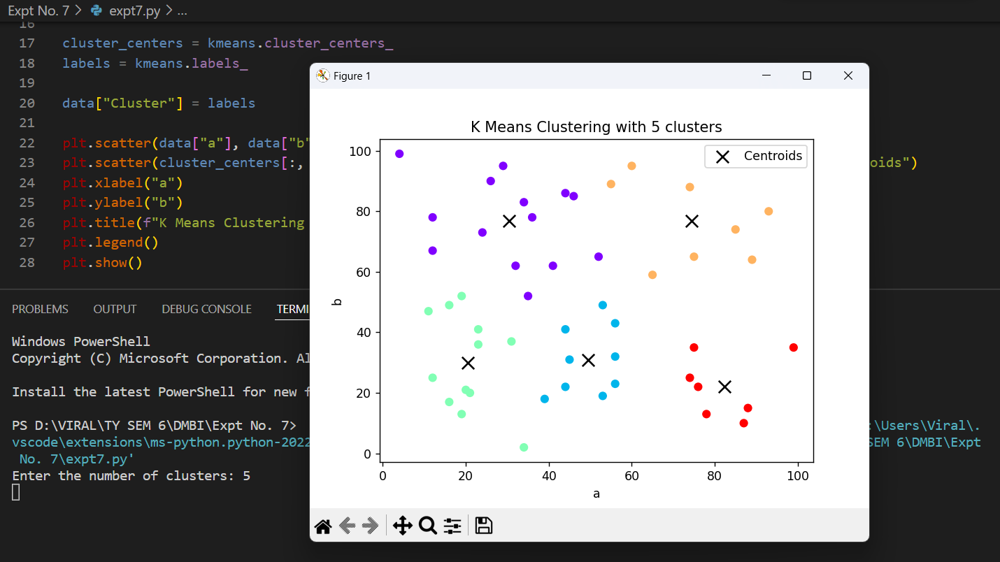 Expt No. 7 > expt7.py > ...
16
17 cluster_centers = kmeans.cluster_centers_
18 labels = kmeans.labels_
19
20 data["Cluster"] = labels
21
22 plt.scatter(data["a"], data["b"
23 plt.scatter(cluster_centers[:, oids")
24 plt.xlabel("a")
25 plt.ylabel("b")
26 plt.title(f"K Means Clustering
27 plt.legend()
28 plt.show()
PROBLEMS OUTPUT DEBUG CONSOLE TERMI
Windows PowerShell
Copyright (C) Microsoft Corporation. Al
Install the latest PowerShell for new f
PS D:\VIRAL\TY SEM 6\DMBI\Expt No. 7> :\Users\Viral\.
vscode\extensions\ms-python.python-2022 SEM 6\DMBI\Expt
No. 7\expt7.py'
Enter the number of clusters: 5
Figure 1
K Means Clustering with 5 clusters
Centroids
100
80
60
40
20
0
b
0 20 40 60 80 100
a